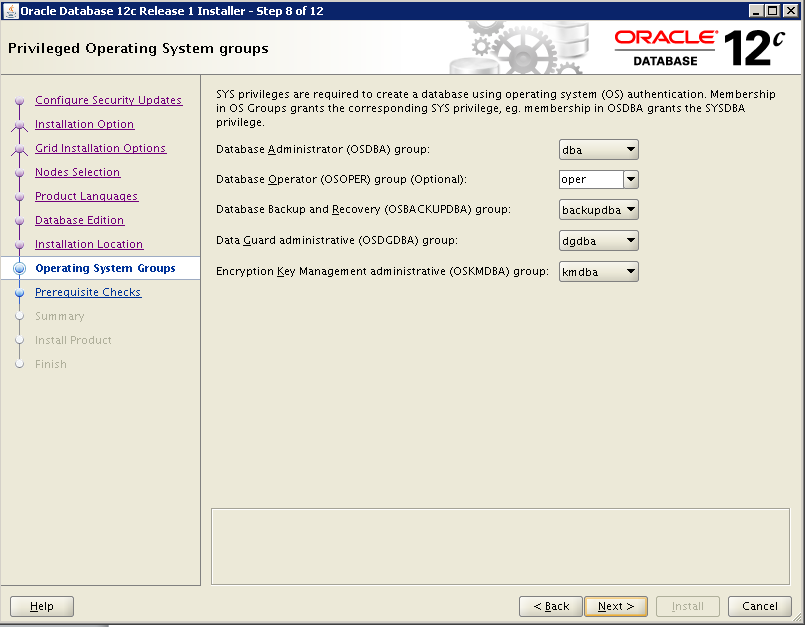 Oracle Database 12c Release 1 Installer - Step 8 of 12
Privileged Operating System groups
ORACLE®
DATABASE
12c
Configure Security Updates
Installation Option
Grid Installation Options
Nodes Selection
Product Languages
Database Edition
Installation Location
Operating System Groups
Prerequisite Checks
Summary
Install Product
Finish
SYS privileges are required to create a database using operating system (OS) authentication. Membership
in OS Groups grants the corresponding SYS privilege, eg. membership in OSDBA grants the SYSDBA
privilege.
Database Administrator (OSDBA) group: dba
Database Operator (OSOPER) group (Optional): oper
Database Backup and Recovery (OSBACKUPDBA) group: backupdba
Data Guard administrative (OSDGDBA) group: dgdba
Encryption Key Management administrative (OSKMDBA) group: kmdba
Help < Back Next > Install Cancel